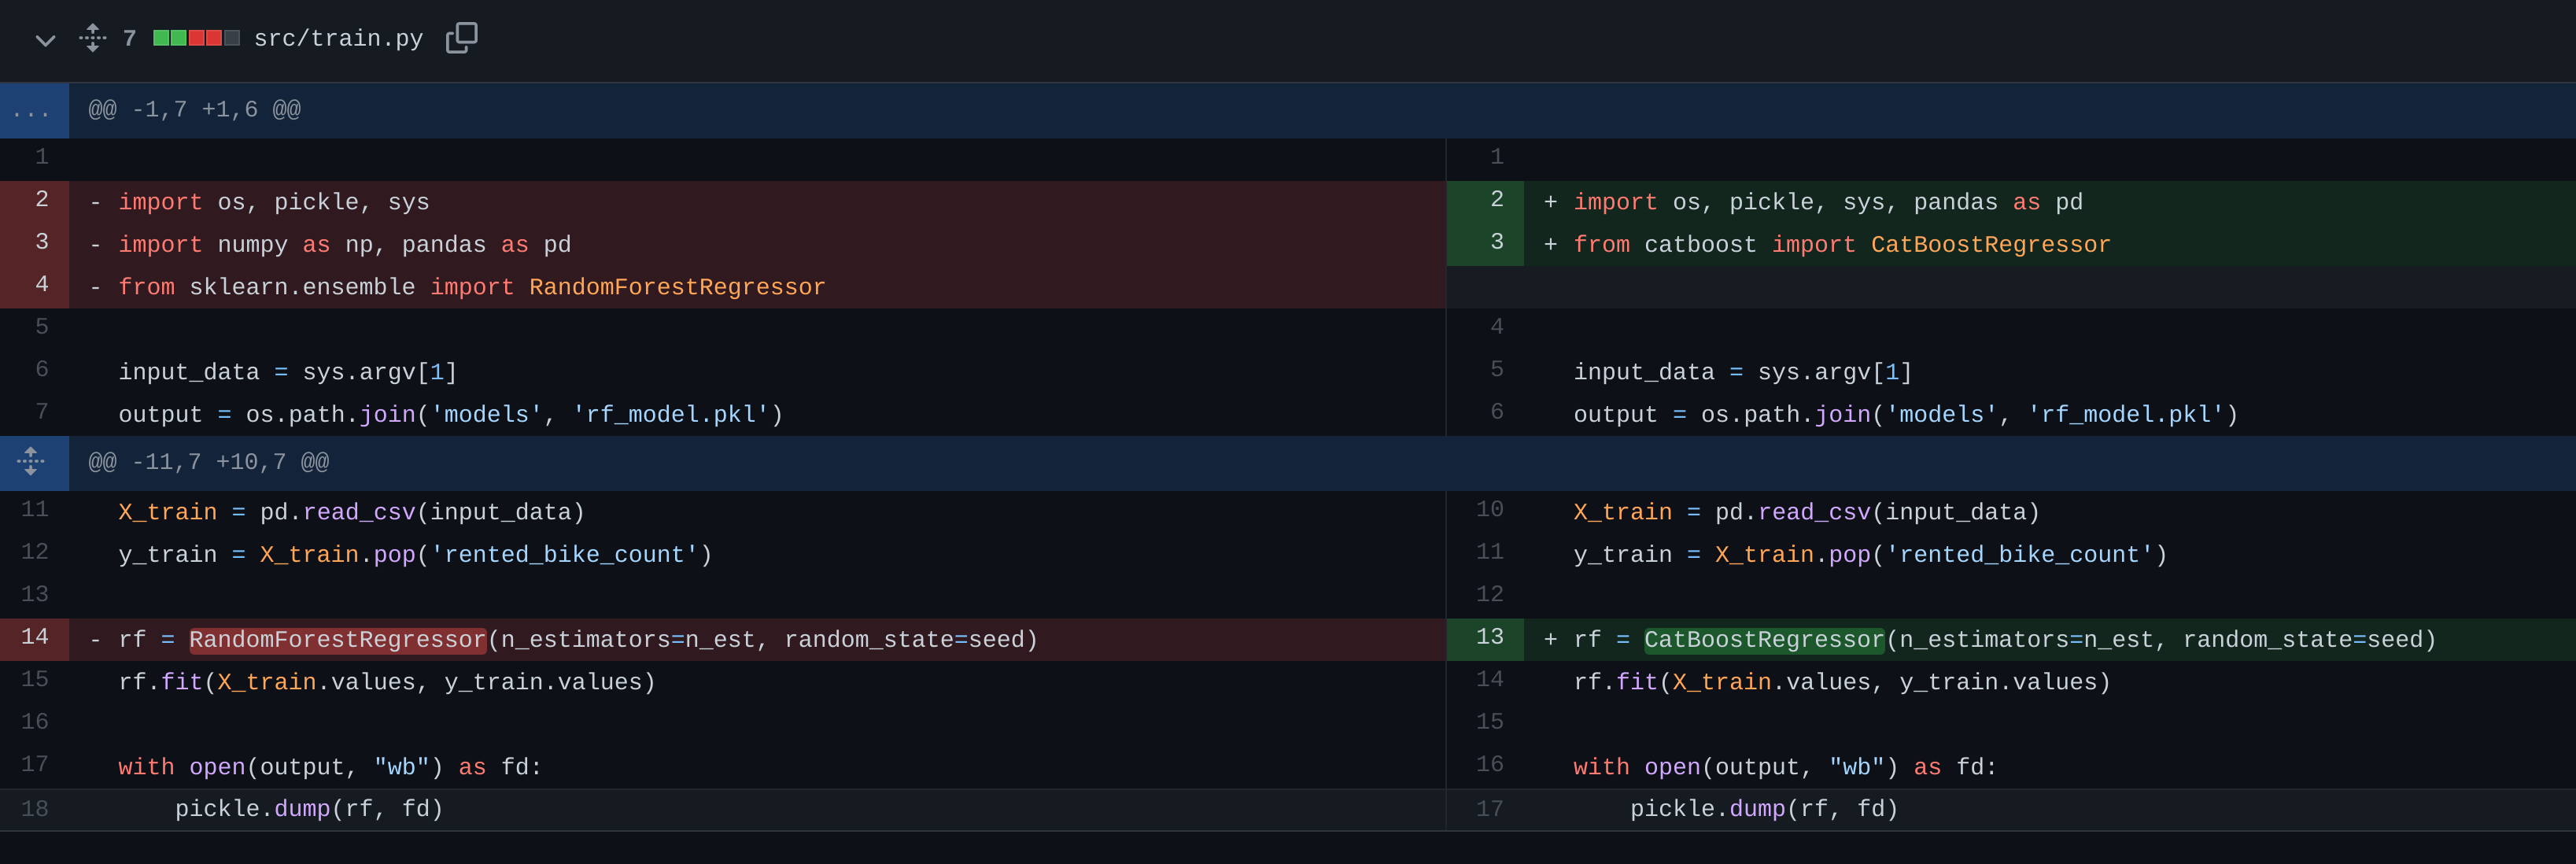 7 src/train.py
... @@ -1,7 +1,6 @@
1
2 - import os, pickle, sys
3 - import numpy as np, pandas as pd
4 - from sklearn.ensemble import RandomForestRegressor
5
6 input_data = sys.argv[1]
7 output = os.path.join('models', 'rf_model.pkl')
1
2 + import os, pickle, sys, pandas as pd
3 + from catboost import CatBoostRegressor
4
5 input_data = sys.argv[1]
6 output = os.path.join('models', 'rf_model.pkl')
@@ -11,7 +10,7 @@
11 X_train = pd.read_csv(input_data)
12 y_train = X_train.pop('rented_bike_count')
13
14 - rf = RandomForestRegressor(n_estimators=n_est, random_state=seed)
15 rf.fit(X_train.values, y_train.values)
16
17 with open(output, "wb") as fd:
18 pickle.dump(rf, fd)
10 X_train = pd.read_csv(input_data)
11 y_train = X_train.pop('rented_bike_count')
12
13 + rf = CatBoostRegressor(n_estimators=n_est, random_state=seed)
14 rf.fit(X_train.values, y_train.values)
15
16 with open(output, "wb") as fd:
17 pickle.dump(rf, fd)